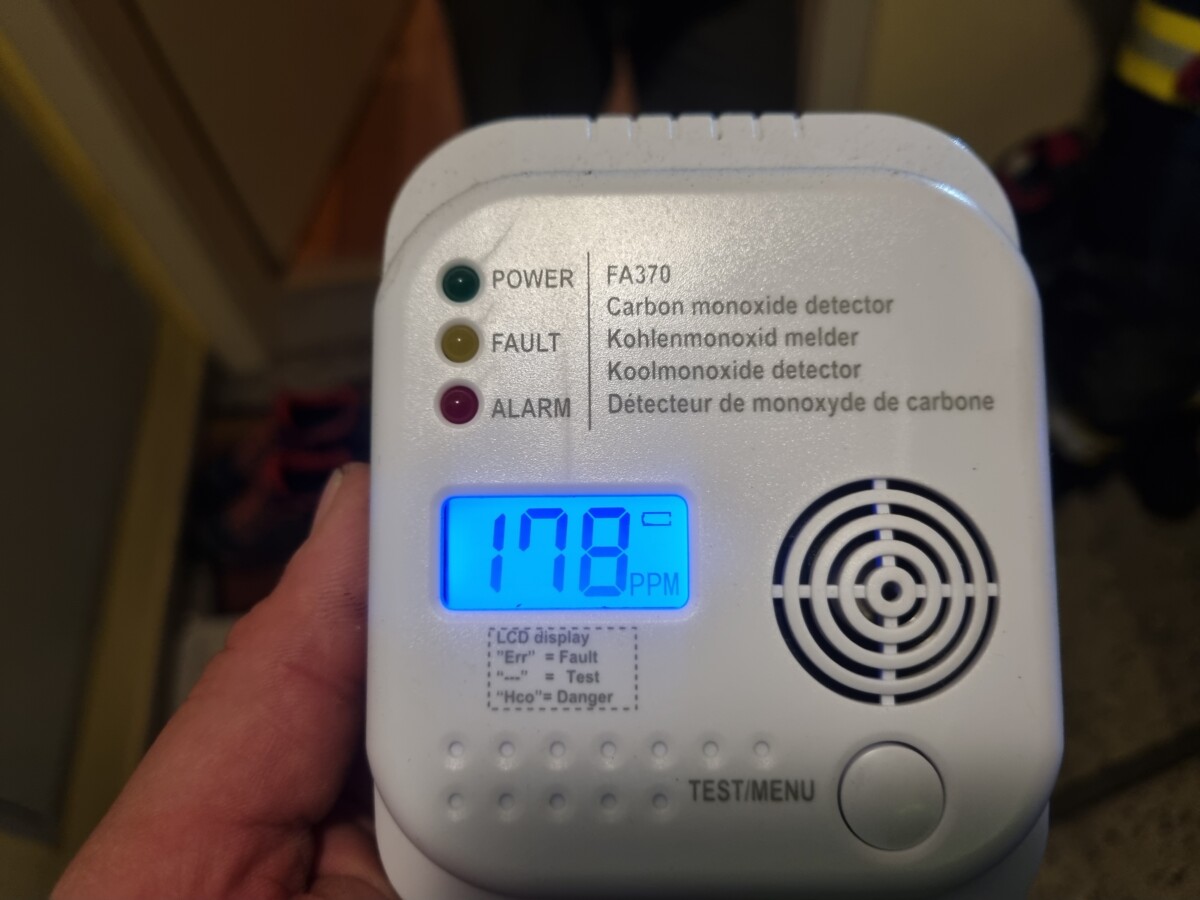 POWER
FAULT
ALARM
FA370
Carbon monoxide detector
Kohlenmonoxid melder
Koolmonoxide detector
Détecteur de monoxyde de carbone
178 PPM
LCD display
"Err" = Fault
"---" = Test
"Hco"= Danger
TEST/MENU